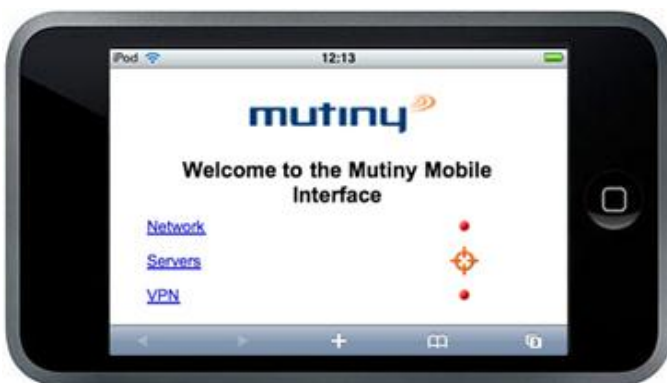 iPod 12:13
mutiny
Welcome to the Mutiny Mobile
Interface
Network
Servers
VPN